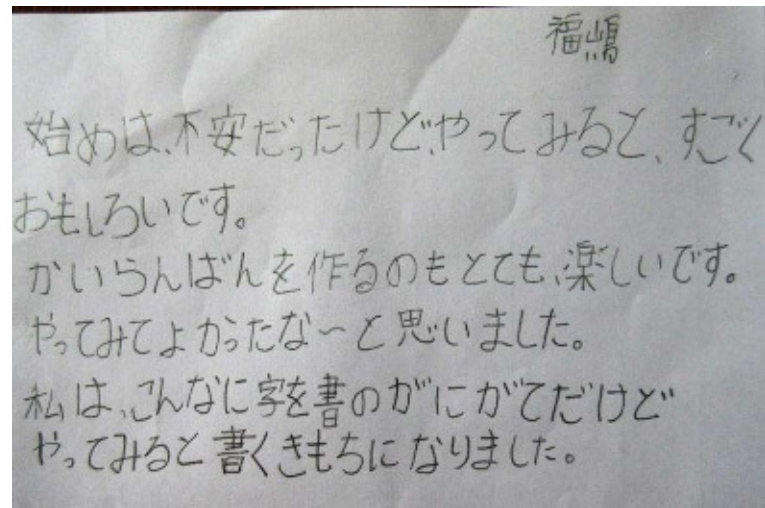 福嶋
始めは、不安だったけど、やってみると、すごく
おもしろいです。
かいらんばんを作るのもとても、楽しいです。
やってみてよかったな〜と思いました。
私は、こんなに字を書のがにがてだけど
やってみると書くきもちになりました。